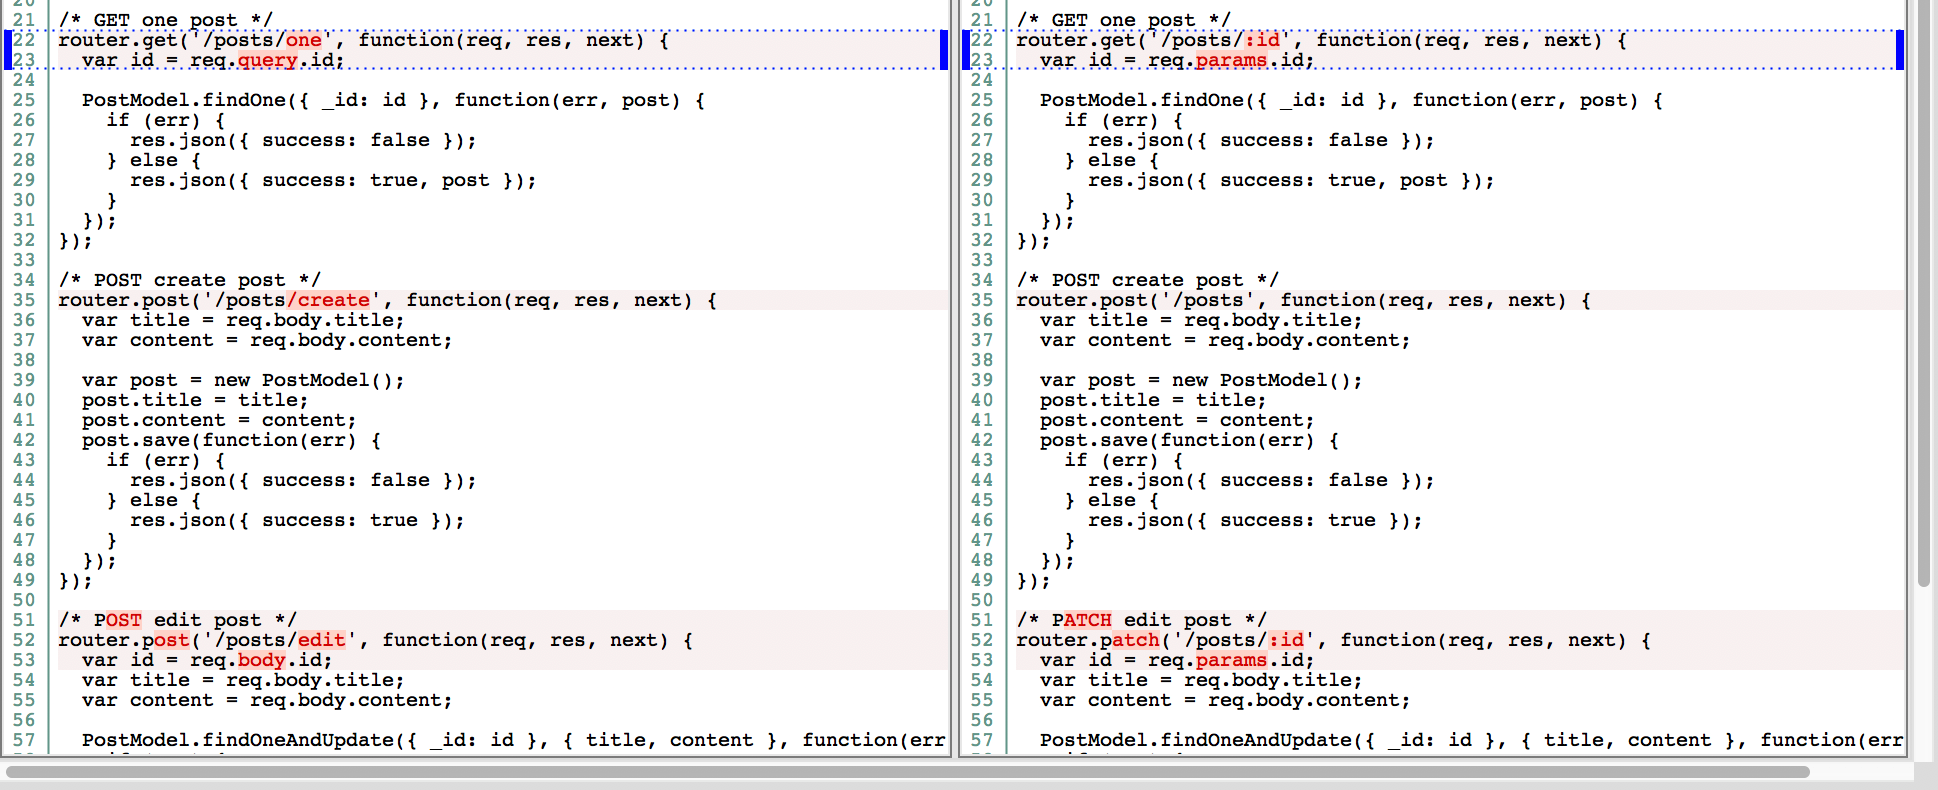 20
21 /* GET one post */
22 router.get('/posts/one', function(req, res, next) {
23   var id = req.query.id;
24
25   PostModel.findOne({ _id: id }, function(err, post) {
26     if (err) {
27       res.json({ success: false });
28     } else {
29       res.json({ success: true, post });
30     }
31   });
32 });
33
34 /* POST create post */
35 router.post('/posts/create', function(req, res, next) {
36   var title = req.body.title;
37   var content = req.body.content;
38
39   var post = new PostModel();
40   post.title = title;
41   post.content = content;
42   post.save(function(err) {
43     if (err) {
44       res.json({ success: false });
45     } else {
46       res.json({ success: true });
47     }
48   });
49 });
50
51 /* POST edit post */
52 router.post('/posts/edit', function(req, res, next) {
53   var id = req.body.id;
54   var title = req.body.title;
55   var content = req.body.content;
56
57   PostModel.findOneAndUpdate({ _id: id }, { title, content }, function(err
20
21 /* GET one post */
22 router.get('/posts/:id', function(req, res, next) {
23   var id = req.params.id;
24
25   PostModel.findOne({ _id: id }, function(err, post) {
26     if (err) {
27       res.json({ success: false });
28     } else {
29       res.json({ success: true, post });
30     }
31   });
32 });
33
34 /* POST create post */
35 router.post('/posts', function(req, res, next) {
36   var title = req.body.title;
37   var content = req.body.content;
38
39   var post = new PostModel();
40   post.title = title;
41   post.content = content;
42   post.save(function(err) {
43     if (err) {
44       res.json({ success: false });
45     } else {
46       res.json({ success: true });
47     }
48   });
49 });
50
51 /* PATCH edit post */
52 router.patch('/posts/:id', function(req, res, next) {
53   var id = req.params.id;
54   var title = req.body.title;
55   var content = req.body.content;
56
57   PostModel.findOneAndUpdate({ _id: id }, { title, content }, function(err